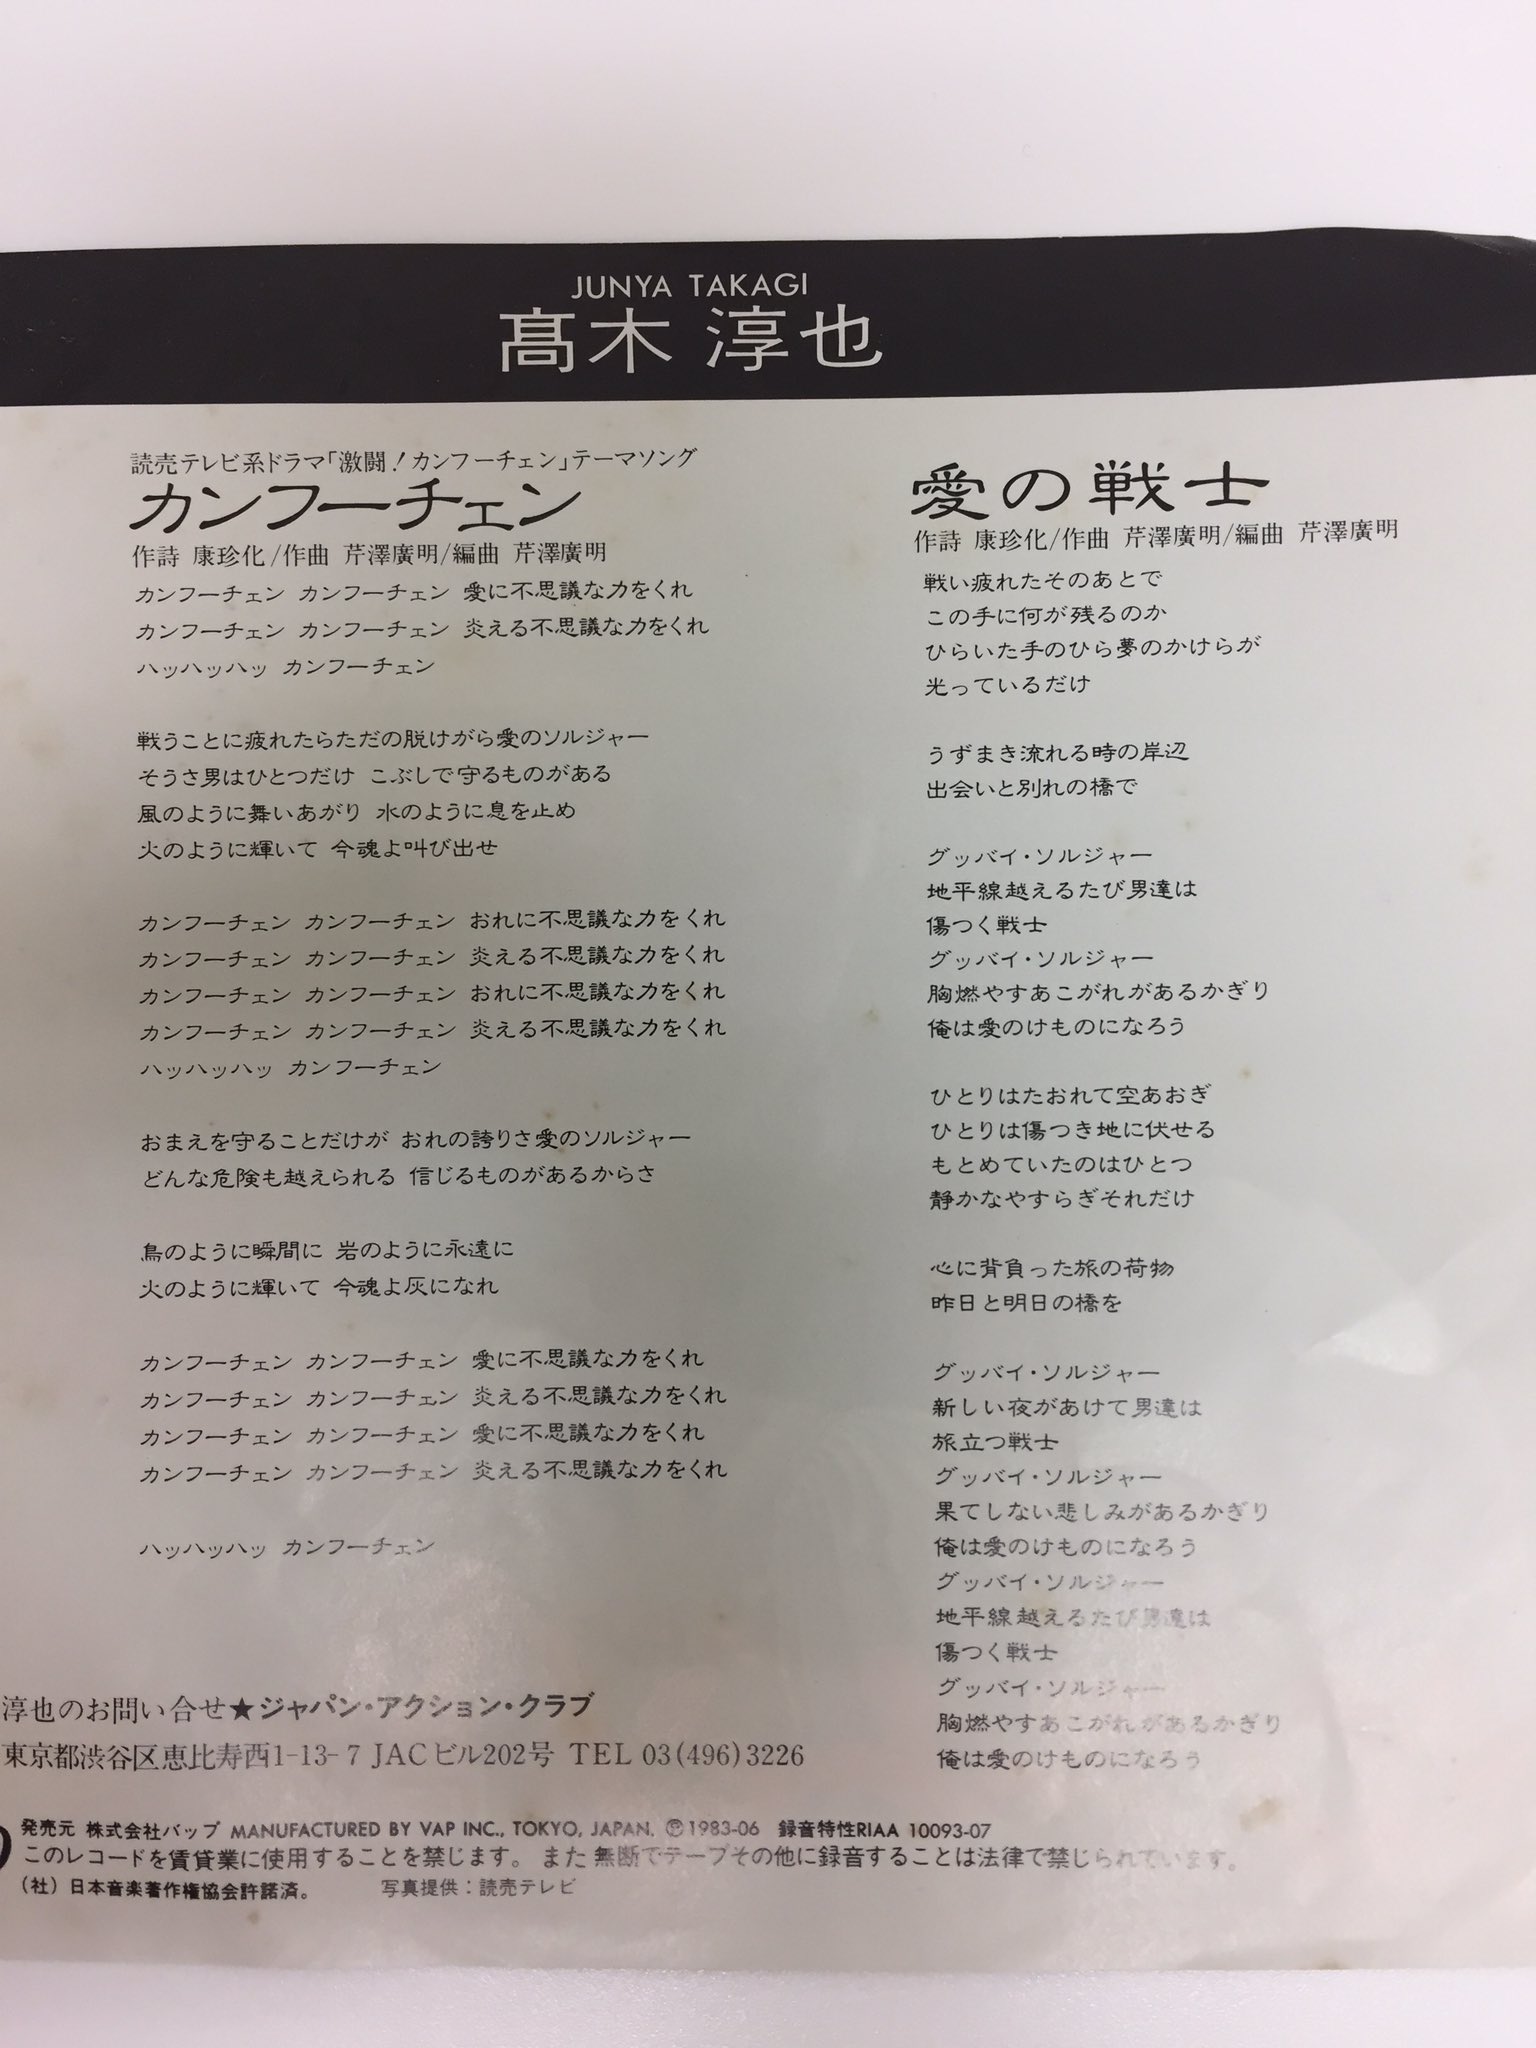 JUNYA TAKAGI
髙木 淳也
読売テレビ系ドラマ「激闘！カンフーチェン」テーマソング
カンフーチェン
作詩 康珍化/作曲 芹澤廣明/編曲 芹澤廣明
カンフーチェン カンフーチェン 愛に不思議な力をくれ
カンフーチェン カンフーチェン 炎える不思議な力をくれ
ハッハッハッ カンフーチェン
戦うことに疲れたらただの脱けがら愛のソルジャー
そうさ男はひとつだけ こぶしで守るものがある
風のように舞いあがり 水のように息を止め
火のように輝いて 今魂よ叫び出せ
カンフーチェン カンフーチェン おれに不思議な力をくれ
カンフーチェン カンフーチェン 炎える不思議な力をくれ
カンフーチェン カンフーチェン おれに不思議な力をくれ
カンフーチェン カンフーチェン 炎える不思議な力をくれ
ハッハッハッ カンフーチェン
おまえを守ることだけが おれの誇りさ愛のソルジャー
どんな危険も越えられる 信じるものがあるからさ
鳥のように瞬間に 岩のように永遠に
火のように輝いて 今魂よ灰になれ
カンフーチェン カンフーチェン 愛に不思議な力をくれ
カンフーチェン カンフーチェン 炎える不思議な力をくれ
カンフーチェン カンフーチェン 愛に不思議な力をくれ
カンフーチェン カンフーチェン 炎える不思議な力をくれ
ハッハッハッ カンフーチェン
愛の戦士
作詩 康珍化/作曲 芹澤廣明/編曲 芹澤廣明
戦い疲れたそのあとで
この手に何が残るのか
ひらいた手のひら夢のかけらが
光っているだけ
うずまき流れる時の岸辺
出会いと別れの橋で
グッバイ・ソルジャー
地平線越えるたび男達は
傷つく戦士
グッバイ・ソルジャー
胸燃やすあこがれがあるかぎり
俺は愛のけものになろう
ひとりはたおれて空あおぎ
ひとりは傷つき地に伏せる
もとめていたのはひとつ
静かなやすらぎそれだけ
心に背負った旅の荷物
昨日と明日の橋を
グッバイ・ソルジャー
新しい夜があけて男達は
旅立つ戦士
グッバイ・ソルジャー
果てしない悲しみがあるかぎり
俺は愛のけものになろう
グッバイ・ソルジャー
地平線越えるたび男達は
傷つく戦士
グッバイ・ソルジャー
胸燃やすあこがれがあるかぎり
俺は愛のけものになろう
淳也のお問い合せ★ジャパン・アクション・クラブ
東京都渋谷区恵比寿西1-13-7 JACビル202号 TEL 03(496)3226
発売元 株式会社バップ MANUFACTURED BY VAP INC., TOKYO, JAPAN. Ⓟ1983-06 録音特性RIAA 10093-07
このレコードを賃貸業に使用することを禁じます。また無断でテープその他に録音することは法律で禁じられています。
（社）日本音楽著作権協会許諾済。 写真提供：読売テレビ